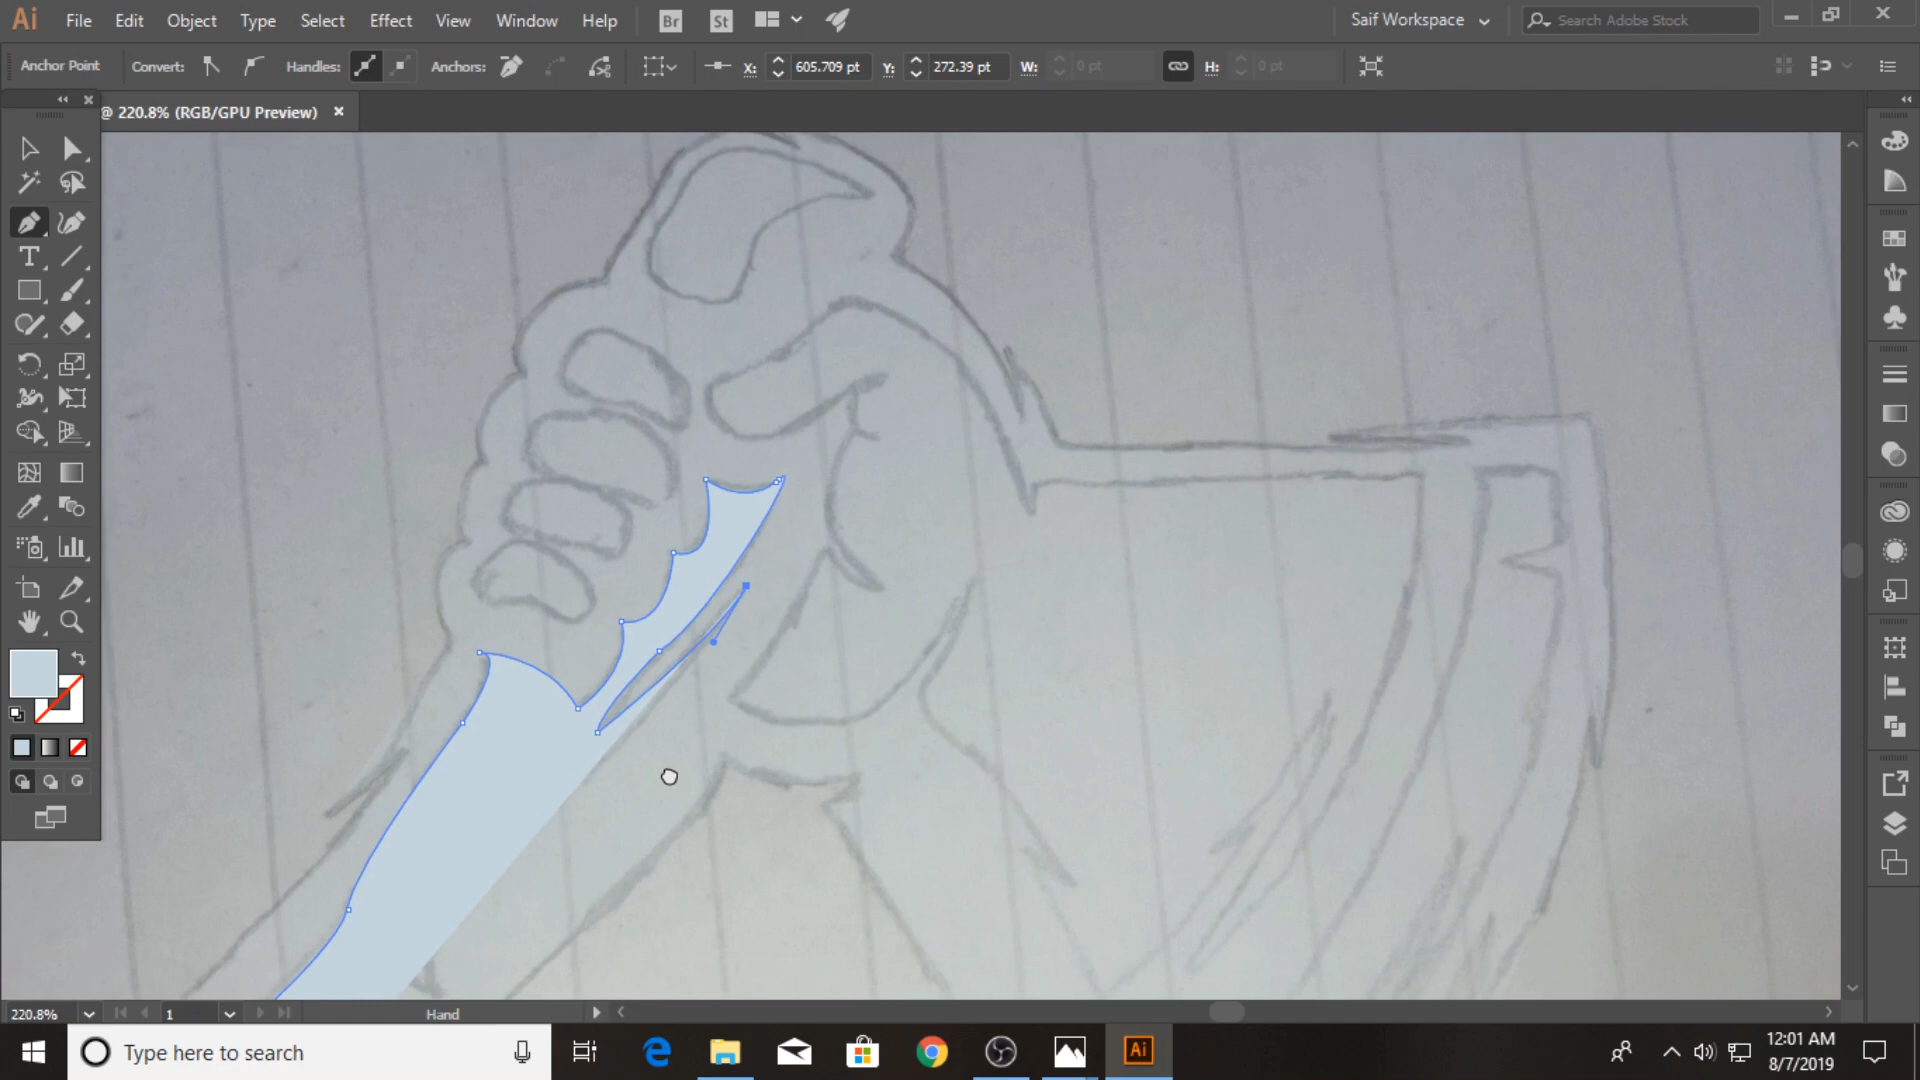 Ai File Edit Object Type Select Effect View Window Help Br St Saif Workspace Search Adobe Stock
Anchor Point Convert: Handles: Anchors: X: 605.709 pt Y: 272.39 pt W: 0 pt H: 0 pt
@ 220.8% (RGB/GPU Preview)
T
220.8% 1 Hand
Type here to search Ai 12:01 AM
8/7/2019